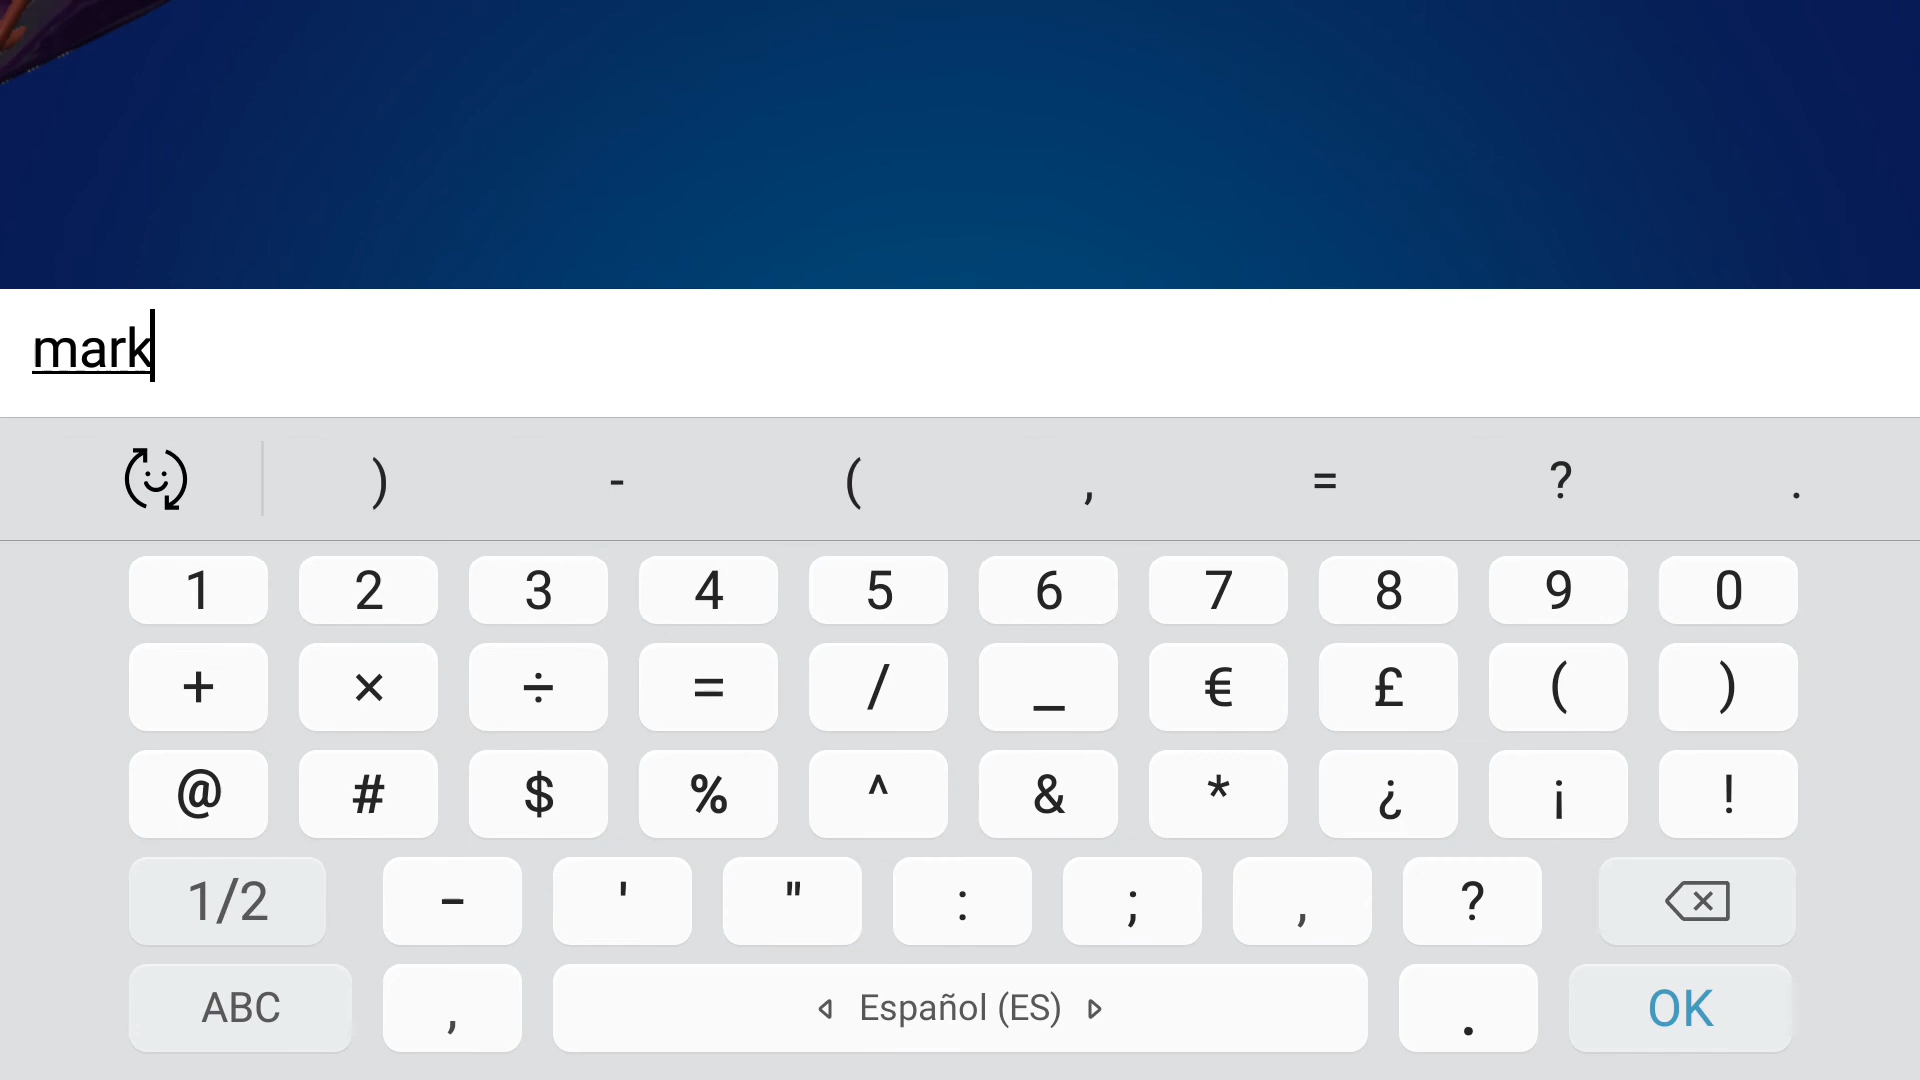 mark
) - ( , = ? .
1 2 3 4 5 6 7 8 9 0
+ × ÷ = / _ € £ ( )
@ # $ % ^ & * ¿ ¡ !
1/2 - ' " : ; , ?
ABC , Español (ES) . OK